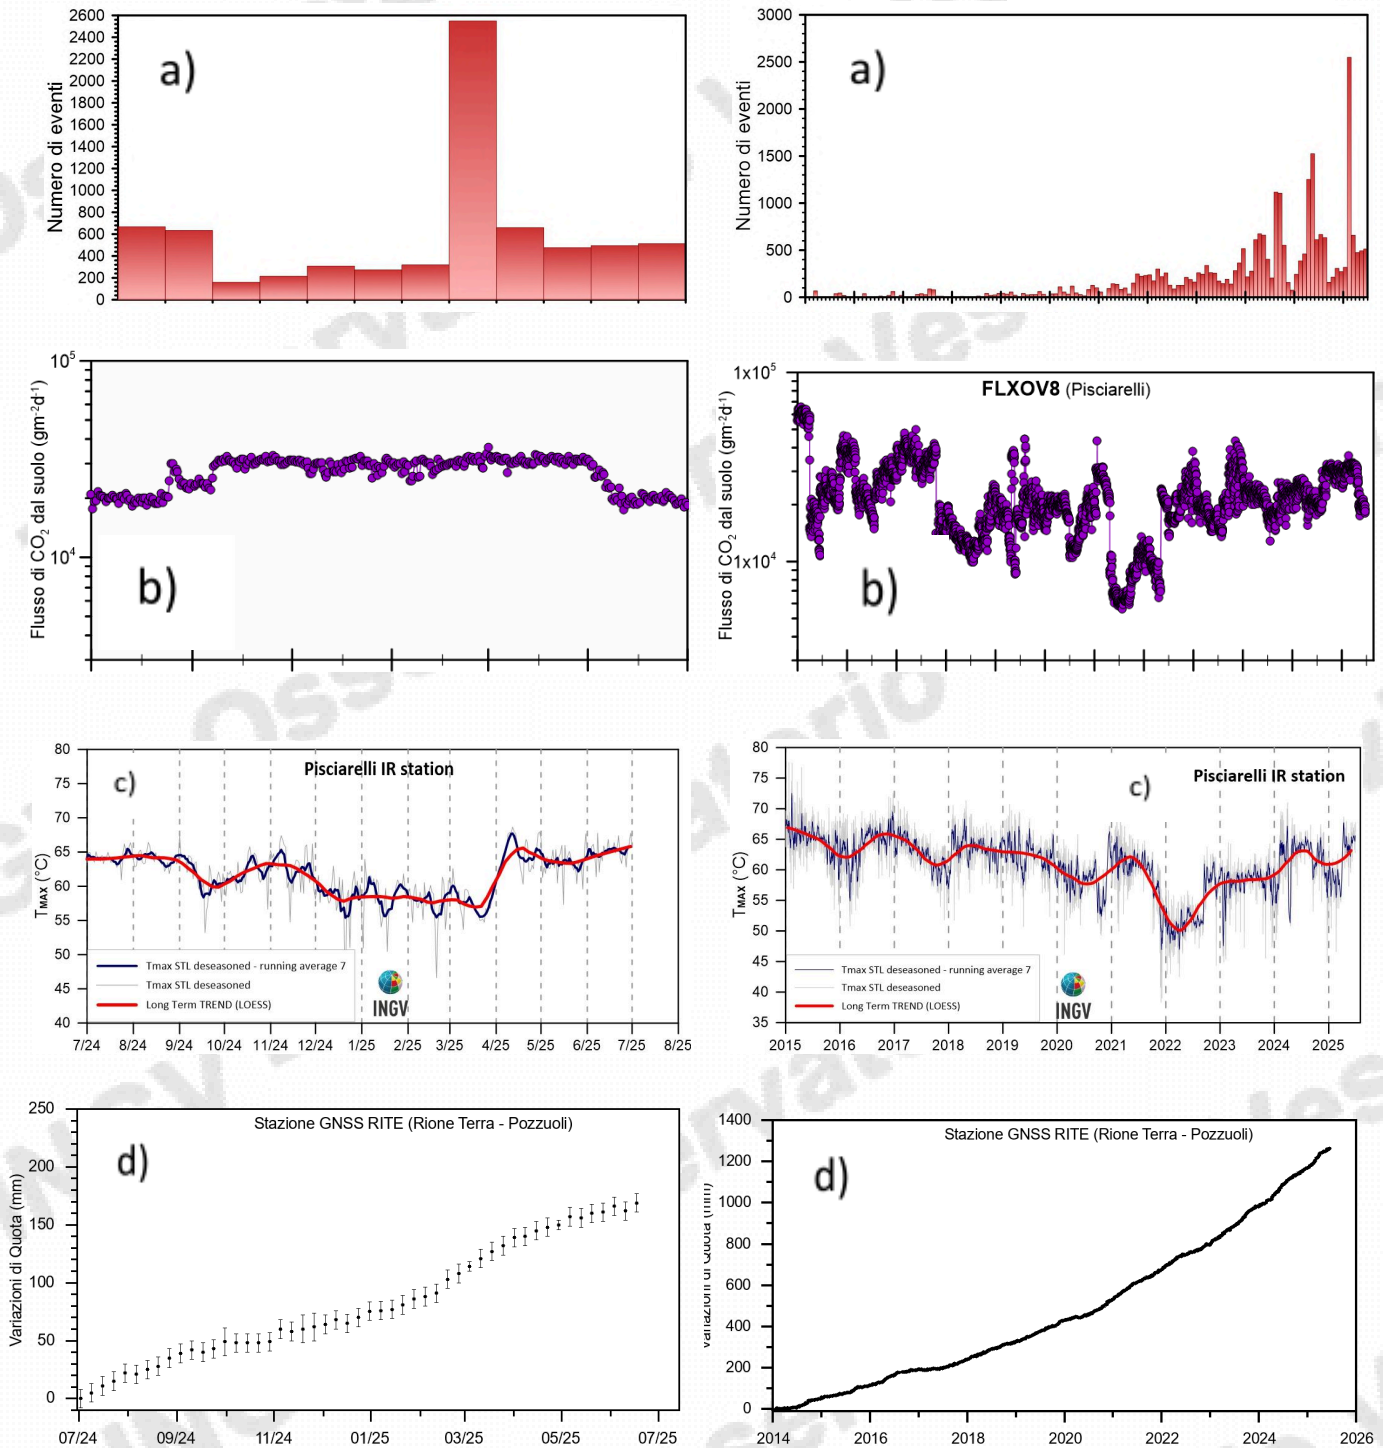 2600
2400
2200
2000
1800
1600
1400
1200
1000
800
600
400
200
0
Numero di eventi
a)
3000
2500
2000
1500
1000
500
0
Numero di eventi
a)
10⁵
10⁴
Flusso di CO₂ dal suolo (gm⁻²d⁻¹)
b)
1x10⁵
1x10⁴
Flusso di CO₂ dal suolo (gm⁻²d⁻¹)
FLXOV8 (Pisciarelli)
b)
80
75
70
65
60
55
50
45
40
TMAX (°C)
c)
Pisciarelli IR station
Tmax STL deseasoned - running average 7
Tmax STL deseasoned
Long Term TREND (LOESS)
INGV
7/24 8/24 9/24 10/24 11/24 12/24 1/25 2/25 3/25 4/25 5/25 6/25 7/25 8/25
80
75
70
65
60
55
50
45
40
35
TMAX (°C)
c)
Pisciarelli IR station
Tmax STL deseasoned - running average 7
Tmax STL deseasoned
Long Term TREND (LOESS)
INGV
2015 2016 2017 2018 2019 2020 2021 2022 2023 2024 2025
250
200
150
100
50
0
Variazioni di Quota (mm)
Stazione GNSS RITE (Rione Terra - Pozzuoli)
d)
07/24 09/24 11/24 01/25 03/25 05/25 07/25
1400
1200
1000
800
600
400
200
0
Variazioni di Quota (mm)
Stazione GNSS RITE (Rione Terra - Pozzuoli)
d)
2014 2016 2018 2020 2022 2024 2026